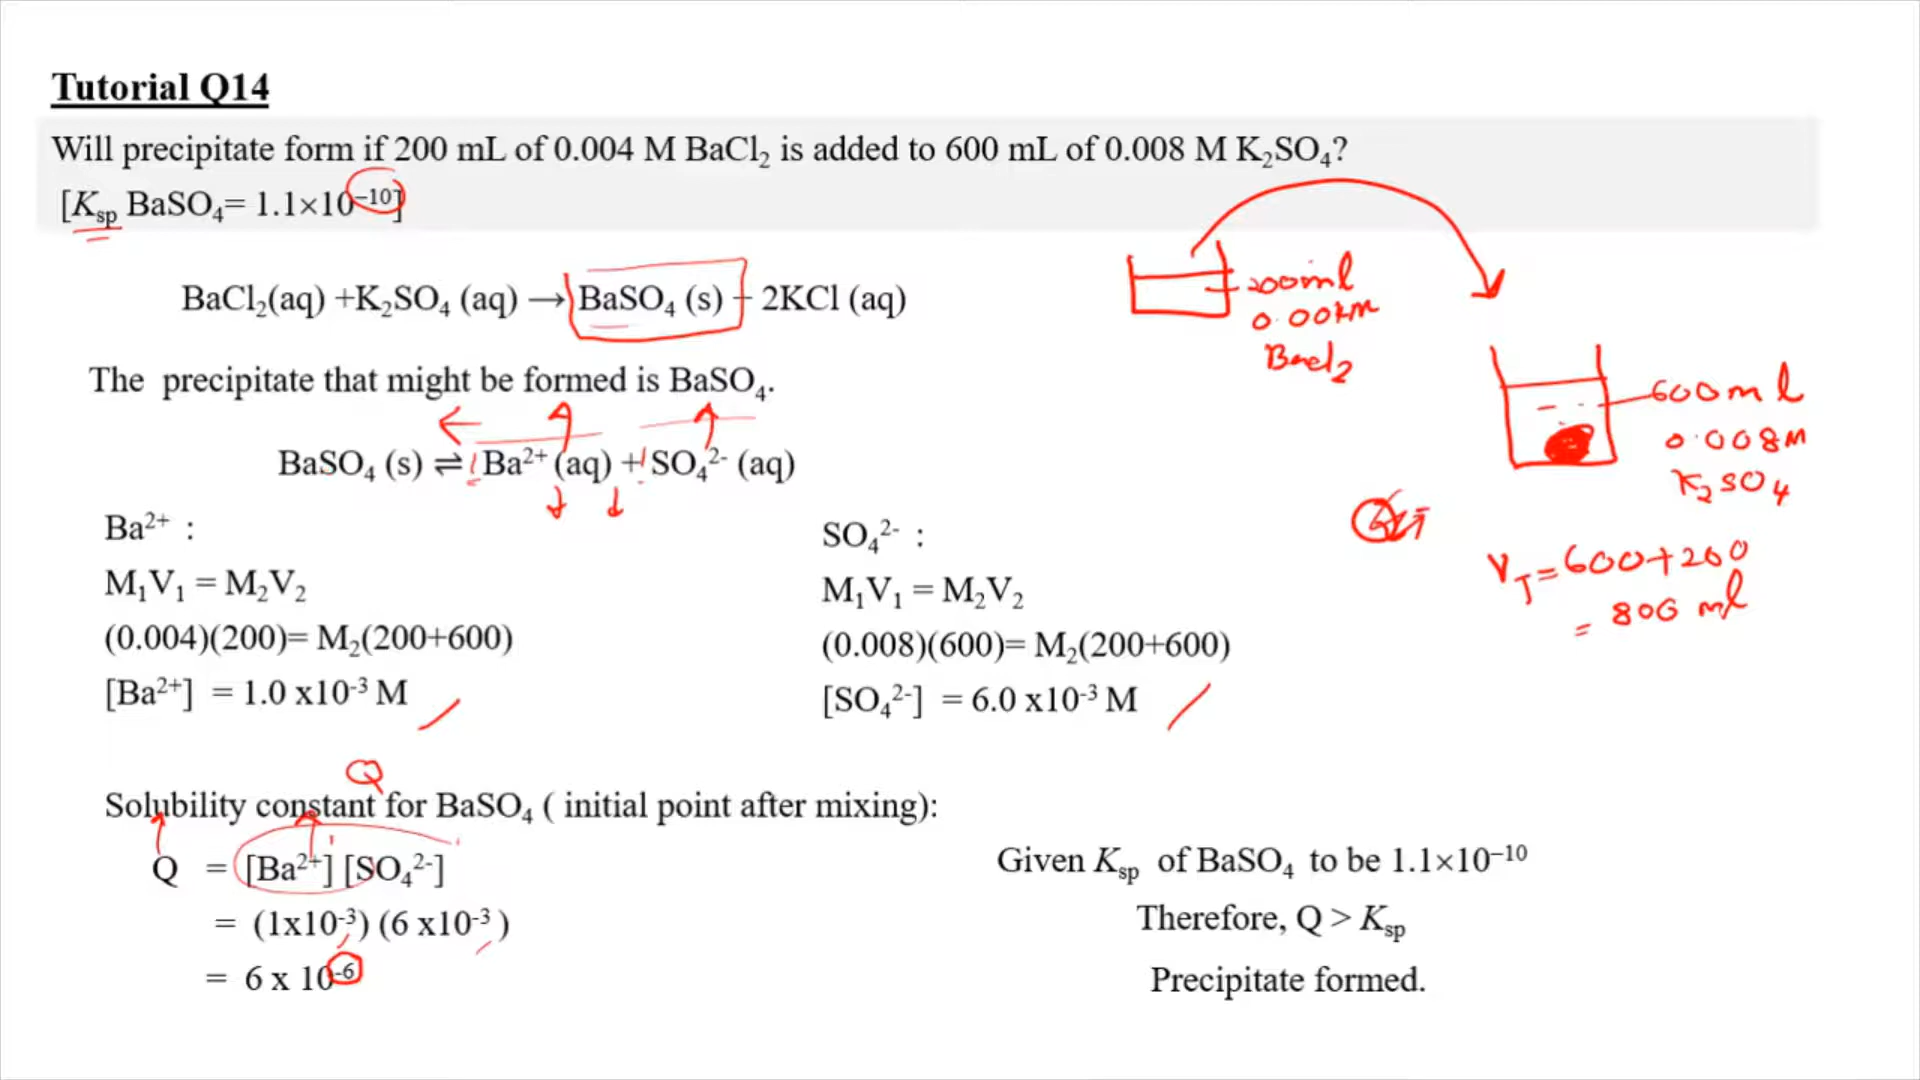 Tutorial Q14
Will precipitate form if 200 mL of 0.004 M BaCl₂ is added to 600 mL of 0.008 M K₂SO₄?
[Ksp BaSO₄= 1.1×10⁻¹⁰]
BaCl₂(aq) +K₂SO₄ (aq) → BaSO₄ (s) + 2KCl (aq)
200ml
0.004M
Bacl₂
The precipitate that might be formed is BaSO₄.
600ml
0.008M
K₂SO₄
BaSO₄ (s) ⇌ 1 Ba²⁺ (aq) + 1 SO₄²⁻ (aq)
Ba²⁺ :
M₁V₁ = M₂V₂
(0.004)(200)= M₂(200+600)
[Ba²⁺] = 1.0 x10⁻³ M
SO₄²⁻ :
M₁V₁ = M₂V₂
(0.008)(600)= M₂(200+600)
[SO₄²⁻] = 6.0 x10⁻³ M
V_T = 600+200
= 800 ml
Q
Solubility constant for BaSO₄ ( initial point after mixing):
Q = [Ba²⁺] [SO₄²⁻]
= (1x10⁻³) (6 x10⁻³ )
= 6 x 10⁻⁶
Given Ksp of BaSO₄ to be 1.1×10⁻¹⁰
Therefore, Q > Ksp
Precipitate formed.